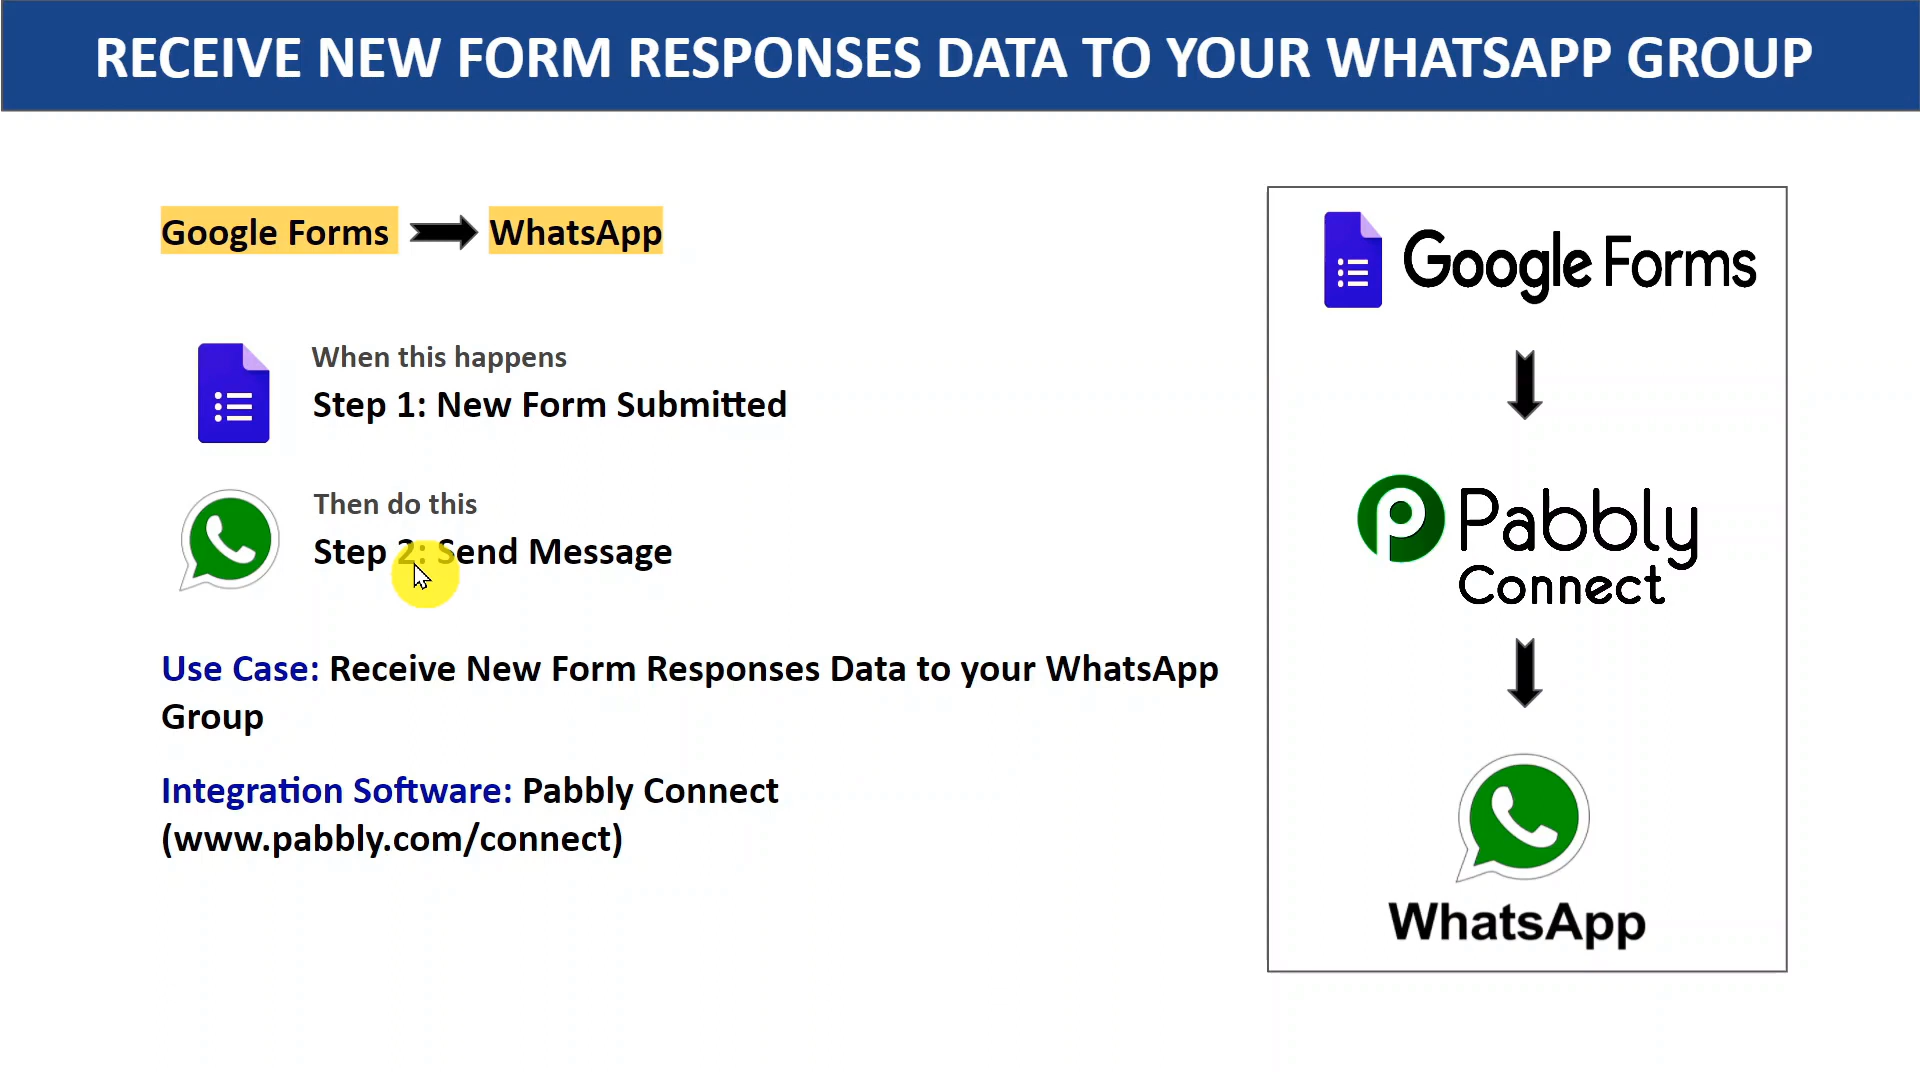 RECEIVE NEW FORM RESPONSES DATA TO YOUR WHATSAPP GROUP
Google Forms WhatsApp
When this happens
Step 1: New Form Submitted
Then do this
Step 2: Send Message
Use Case: Receive New Form Responses Data to your WhatsApp
Group
Integration Software: Pabbly Connect
(www.pabbly.com/connect)
Google Forms
Pabbly
Connect
WhatsApp